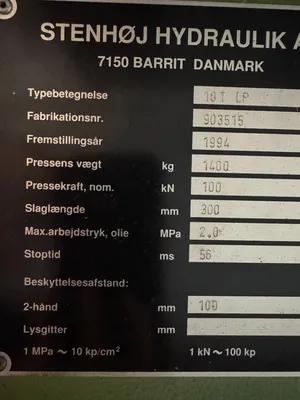 STENHØJ HYDRAULIK A
7150 BARRIT DANMARK
Typebetegnelse 10T LP
Fabrikationsnr. 903515
Fremstillingsår 1994
Pressens vægt kg 1400
Pressekraft, nom. kN 100
Slaglængde mm 300
Max.arbejdstryk, olie MPa 2.0
Stoptid ms 56
Beskyttelsesafstand:
2-hånd mm 100
Lysgitter mm
1 MPa ~ 10 kp/cm² 1 kN ~ 100 kp